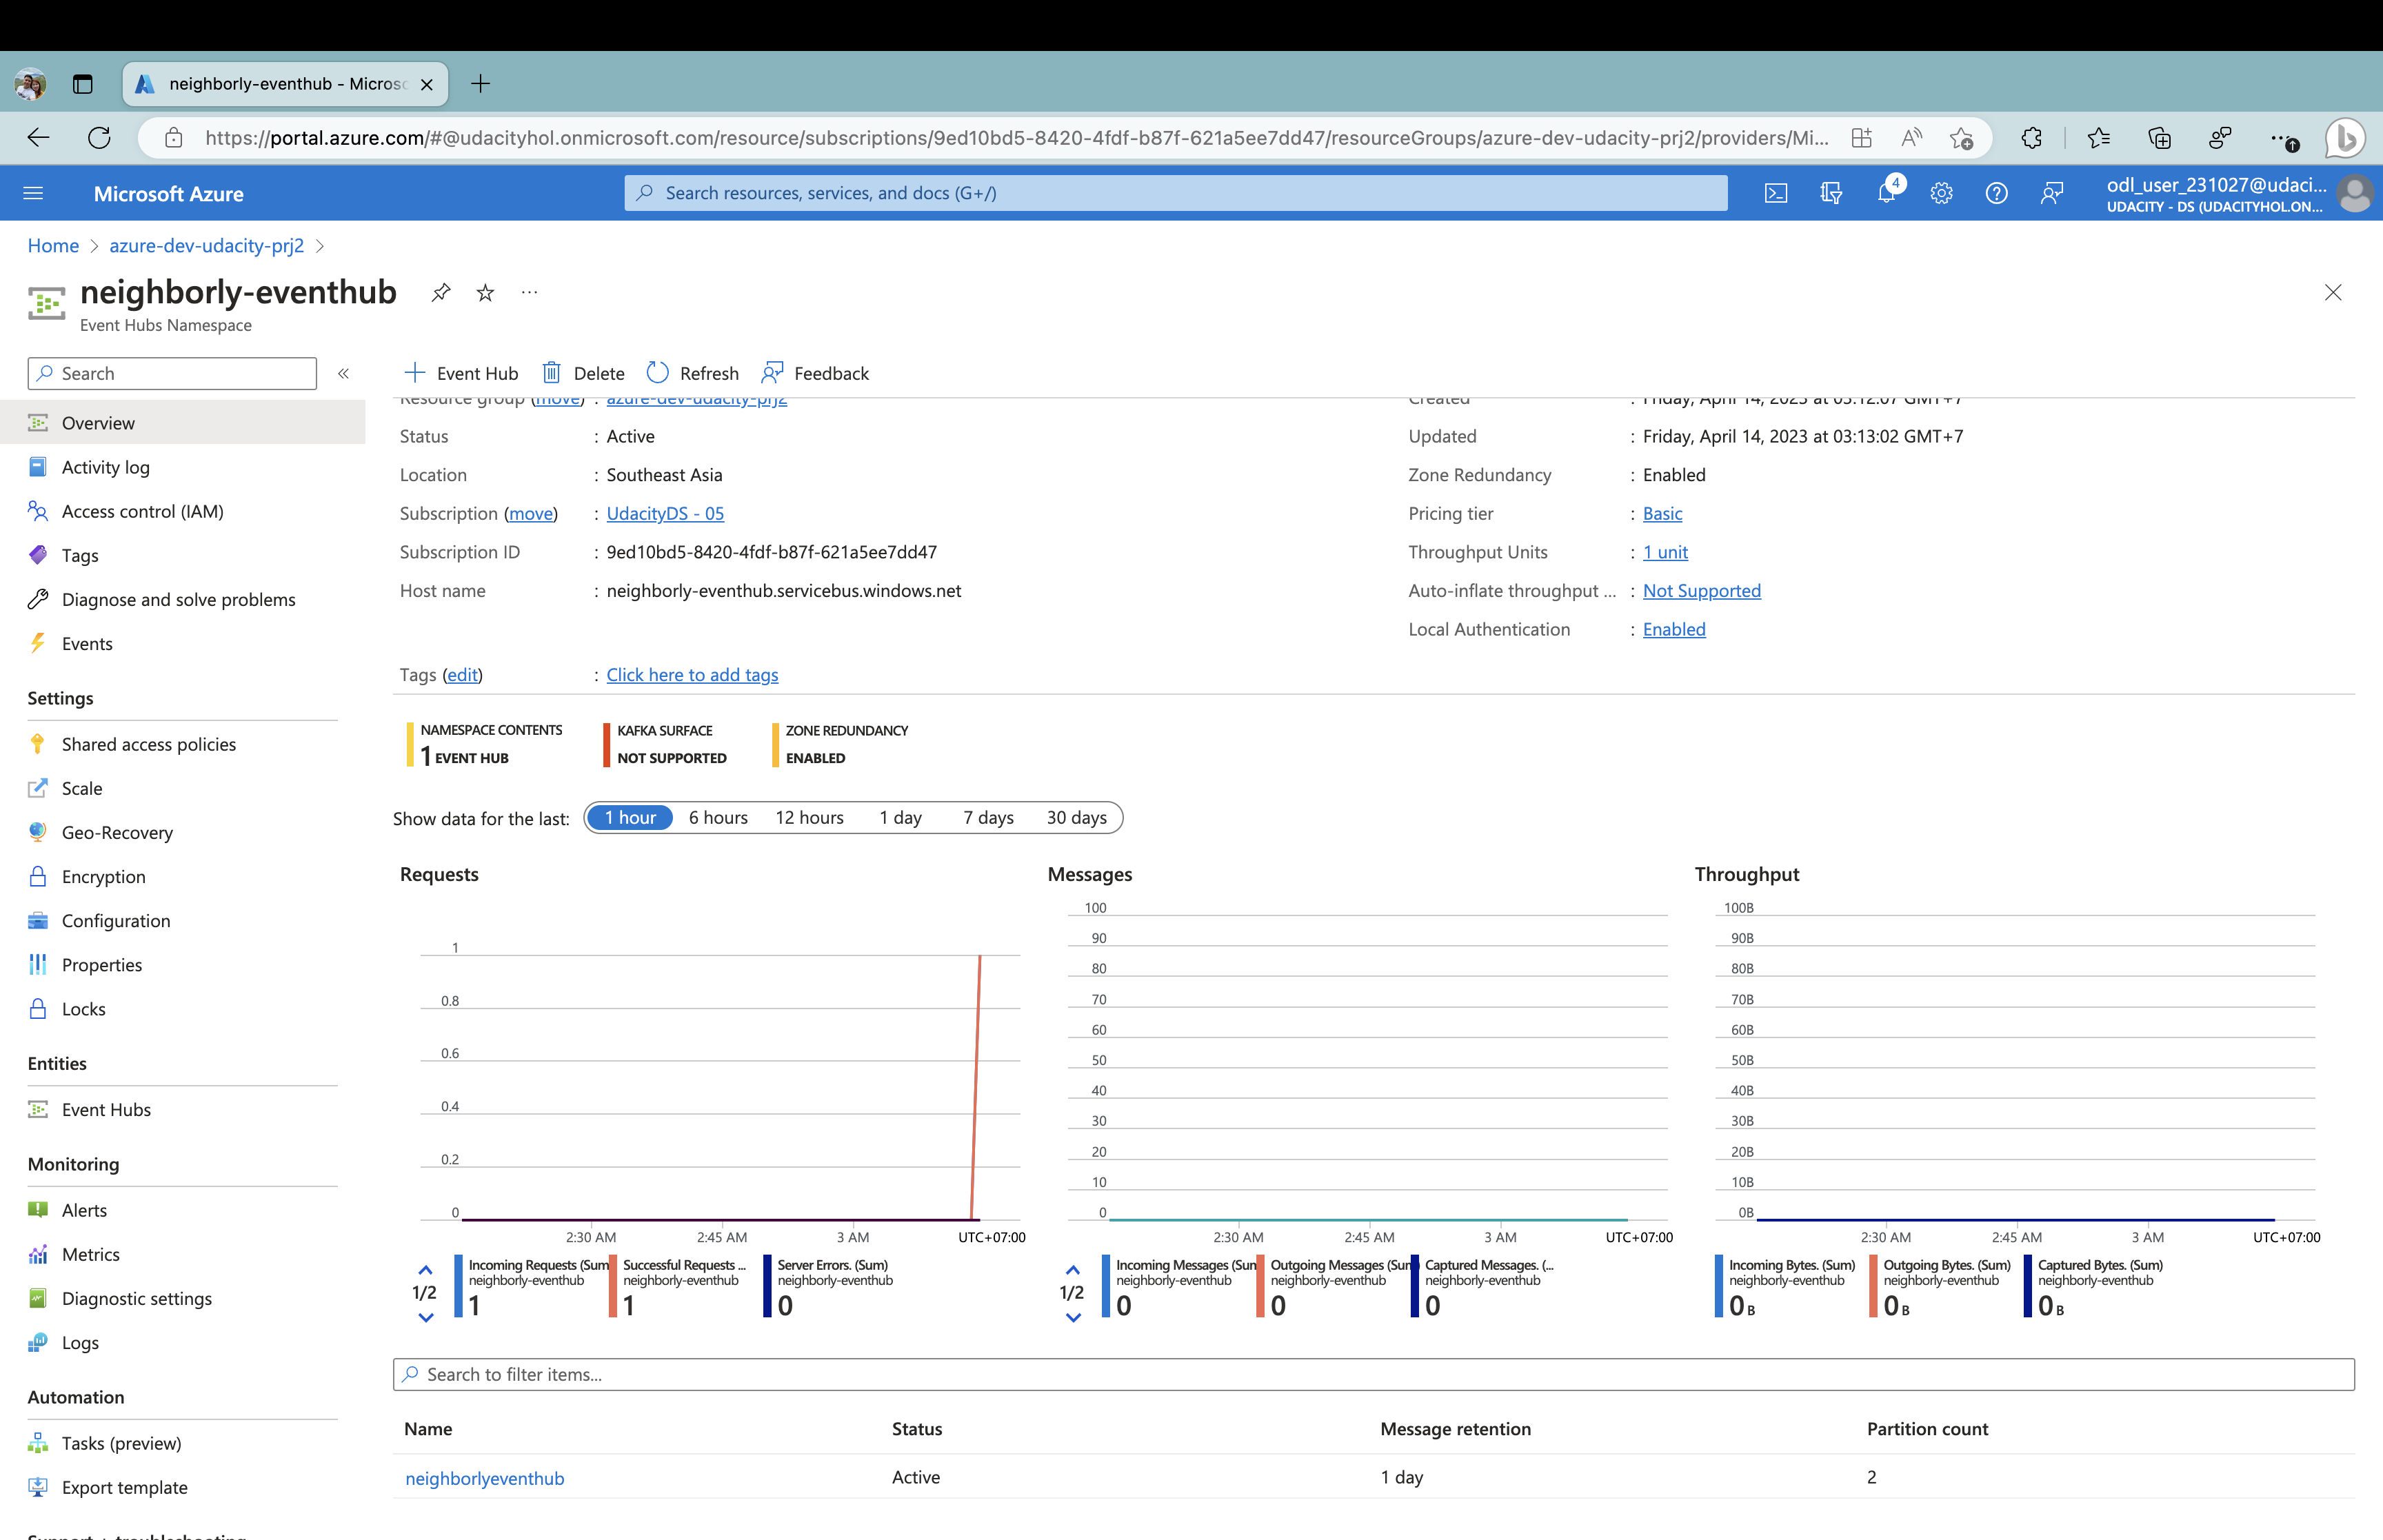 neighborly-eventhub - Microsc
https://portal.azure.com/#@udacityhol.onmicrosoft.com/resource/subscriptions/9ed10bd5-8420-4fdf-b87f-621a5ee7dd47/resourceGroups/azure-dev-udacity-prj2/providers/Mi...
Microsoft Azure
Search resources, services, and docs (G+/)
4
odl_user_231027@udaci...
UDACITY - DS (UDACITYHOL.ON...
Home > azure-dev-udacity-prj2 >
neighborly-eventhub
Event Hubs Namespace
Search
Event Hub Delete Refresh Feedback
Overview
Activity log
Access control (IAM)
Tags
Diagnose and solve problems
Events
Settings
Shared access policies
Scale
Geo-Recovery
Encryption
Configuration
Properties
Locks
Entities
Event Hubs
Monitoring
Alerts
Metrics
Diagnostic settings
Logs
Automation
Tasks (preview)
Export template
Support + troubleshooting
Resource group (move) : azure-dev-udacity-prj2
Status : Active
Location : Southeast Asia
Subscription (move) : UdacityDS - 05
Subscription ID : 9ed10bd5-8420-4fdf-b87f-621a5ee7dd47
Host name : neighborly-eventhub.servicebus.windows.net
Created : Friday, April 14, 2023 at 03:12:07 GMT+7
Updated : Friday, April 14, 2023 at 03:13:02 GMT+7
Zone Redundancy : Enabled
Pricing tier : Basic
Throughput Units : 1 unit
Auto-inflate throughput ... : Not Supported
Local Authentication : Enabled
Tags (edit) : Click here to add tags
NAMESPACE CONTENTS
1 EVENT HUB
KAFKA SURFACE
NOT SUPPORTED
ZONE REDUNDANCY
ENABLED
Show data for the last: 1 hour 6 hours 12 hours 1 day 7 days 30 days
Requests
1
0.8
0.6
0.4
0.2
0
2:30 AM 2:45 AM 3 AM UTC+07:00
1/2
Incoming Requests (Sum
neighborly-eventhub
1
Successful Requests ...
neighborly-eventhub
1
Server Errors. (Sum)
neighborly-eventhub
0
Messages
100
90
80
70
60
50
40
30
20
10
0
2:30 AM 2:45 AM 3 AM UTC+07:00
1/2
Incoming Messages (Sum
neighborly-eventhub
0
Outgoing Messages (Sum
neighborly-eventhub
0
Captured Messages. (...
neighborly-eventhub
0
Throughput
100B
90B
80B
70B
60B
50B
40B
30B
20B
10B
0B
2:30 AM 2:45 AM 3 AM UTC+07:00
Incoming Bytes. (Sum)
neighborly-eventhub
0 B
Outgoing Bytes. (Sum)
neighborly-eventhub
0 B
Captured Bytes. (Sum)
neighborly-eventhub
0 B
Search to filter items...
Name Status Message retention Partition count
neighborlyeventhub Active 1 day 2